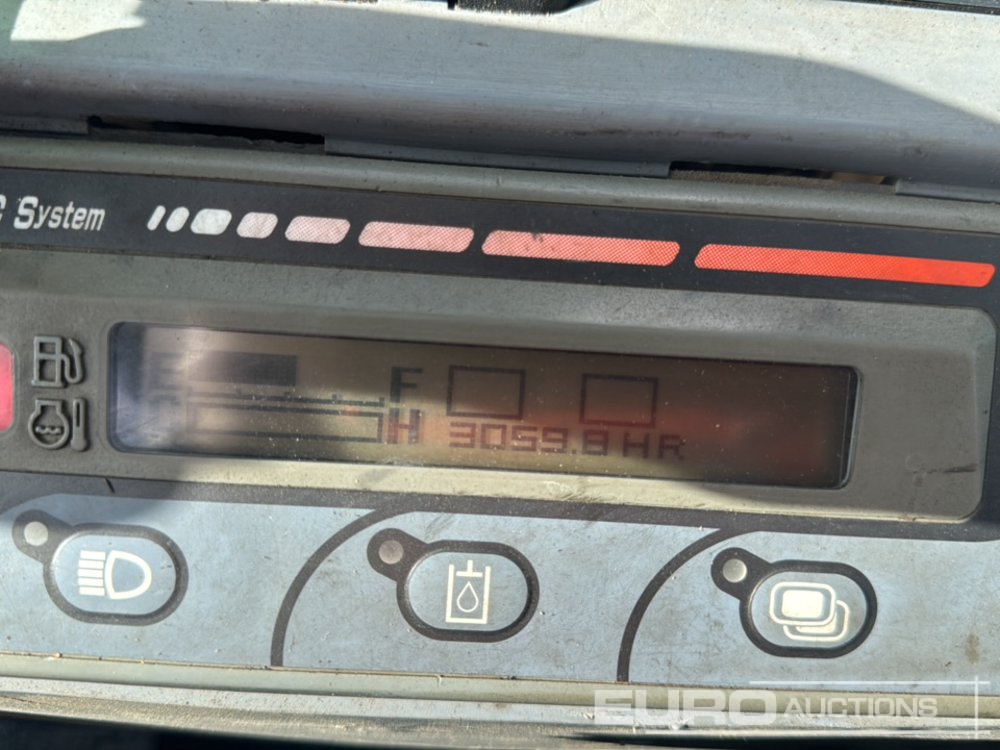 System
F
H 3059.8 HR
EURO AUCTIONS